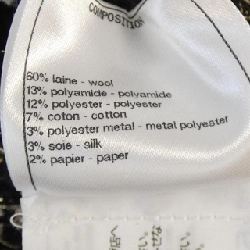 COMPOSITION
60% laine - wool
13% polyamide - polyamide
12% polyester - polyester
7% coton - cotton
3% polyester metal - metal polyester
3% soie - silk
2% papier - paper